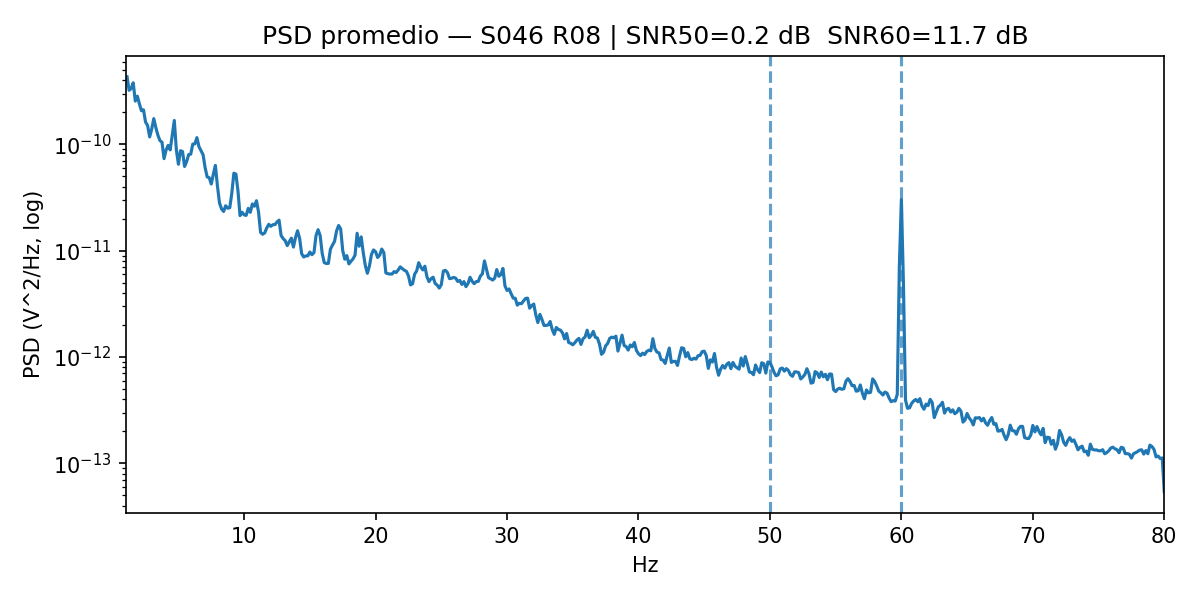 PSD promedio — S046 R08 | SNR50=0.2 dB  SNR60=11.7 dB
PSD (V^2/Hz, log)
10⁻¹⁰
10⁻¹¹
10⁻¹²
10⁻¹³
10 20 30 40 50 60 70 80
Hz